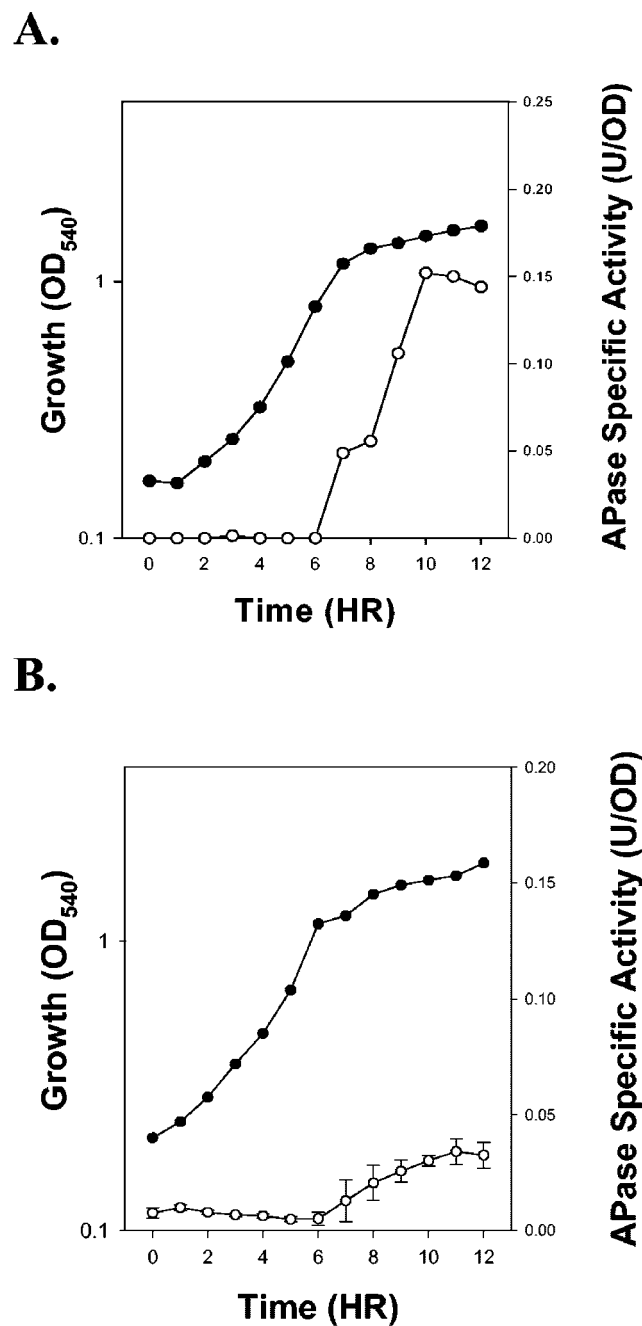 A.
Growth (OD540)
1
0.1
0.25
0.20
0.15
0.10
0.05
0.00
APase Specific Activity (U/OD)
0 2 4 6 8 10 12
Time (HR)
B.
Growth (OD540)
1
0.1
0.20
0.15
0.10
0.05
0.00
APase Specific Activity (U/OD)
0 2 4 6 8 10 12
Time (HR)